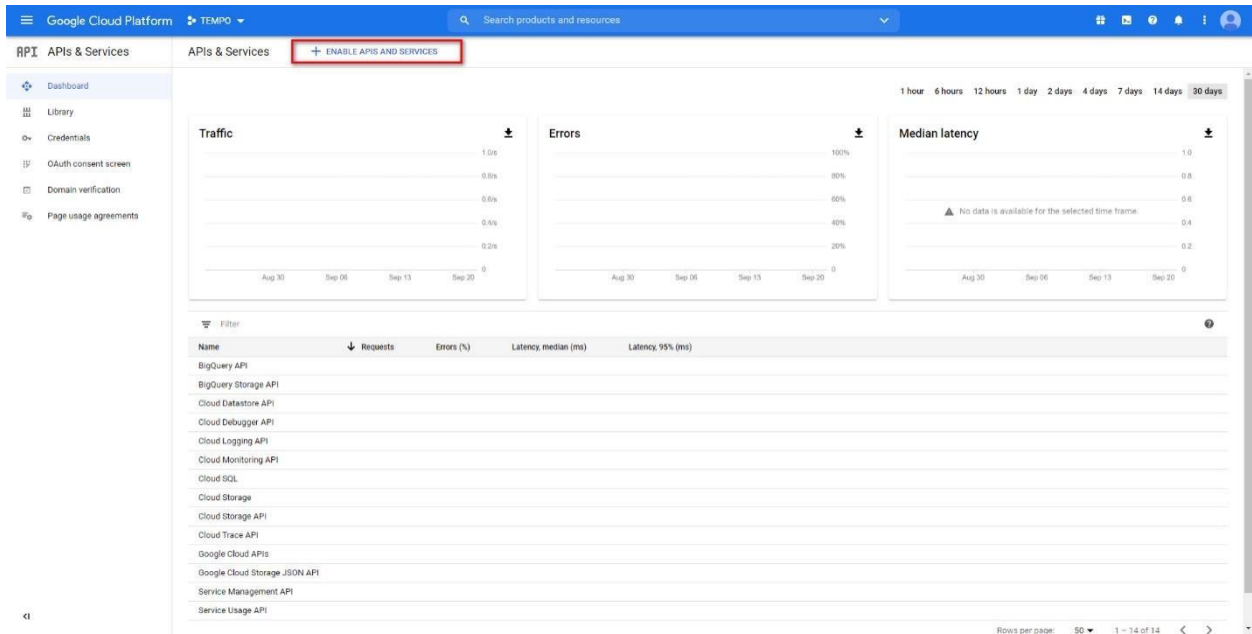 Google Cloud Platform TEMPO Search products and resources
API APIs & Services
APIs & Services
ENABLE APIS AND SERVICES
Dashboard
Library
Credentials
OAuth consent screen
Domain verification
Page usage agreements
1 hour 6 hours 12 hours 1 day 2 days 4 days 7 days 14 days 30 days
Traffic
1.0/s
0.8/s
0.6/s
0.4/s
0.2/s
0
Aug 30 Sep 06 Sep 13 Sep 20
Errors
100%
80%
60%
40%
20%
0
Aug 30 Sep 06 Sep 13 Sep 20
Median latency
1.0
0.8
0.6
No data is available for the selected time frame.
0.4
0.2
0
Aug 30 Sep 06 Sep 13 Sep 20
Filter
Name Requests Errors (%) Latency, median (ms) Latency, 95% (ms)
BigQuery API
BigQuery Storage API
Cloud Datastore API
Cloud Debugger API
Cloud Logging API
Cloud Monitoring API
Cloud SQL
Cloud Storage
Cloud Storage API
Cloud Trace API
Google Cloud APIs
Google Cloud Storage JSON API
Service Management API
Service Usage API
Rows per page: 50 1 – 14 of 14